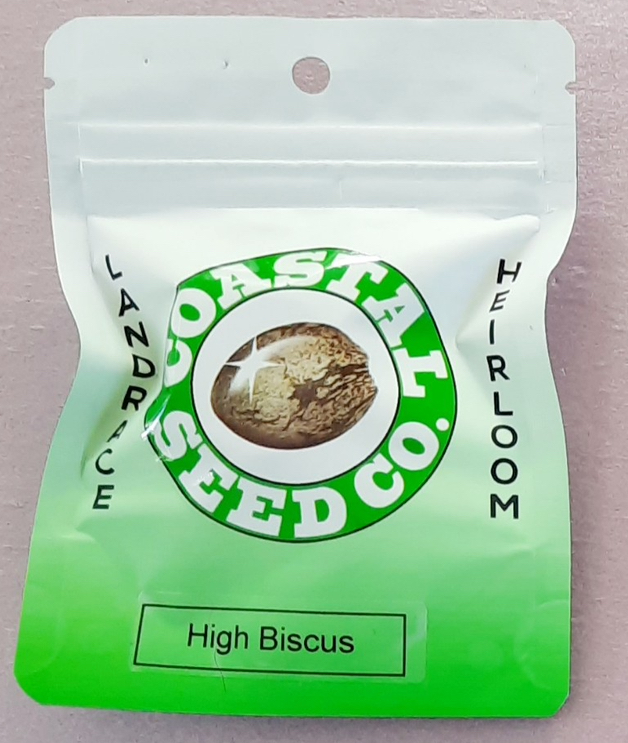 LANDRACE
COASTAL
SEED CO.
HEIRLOOM
High Biscus